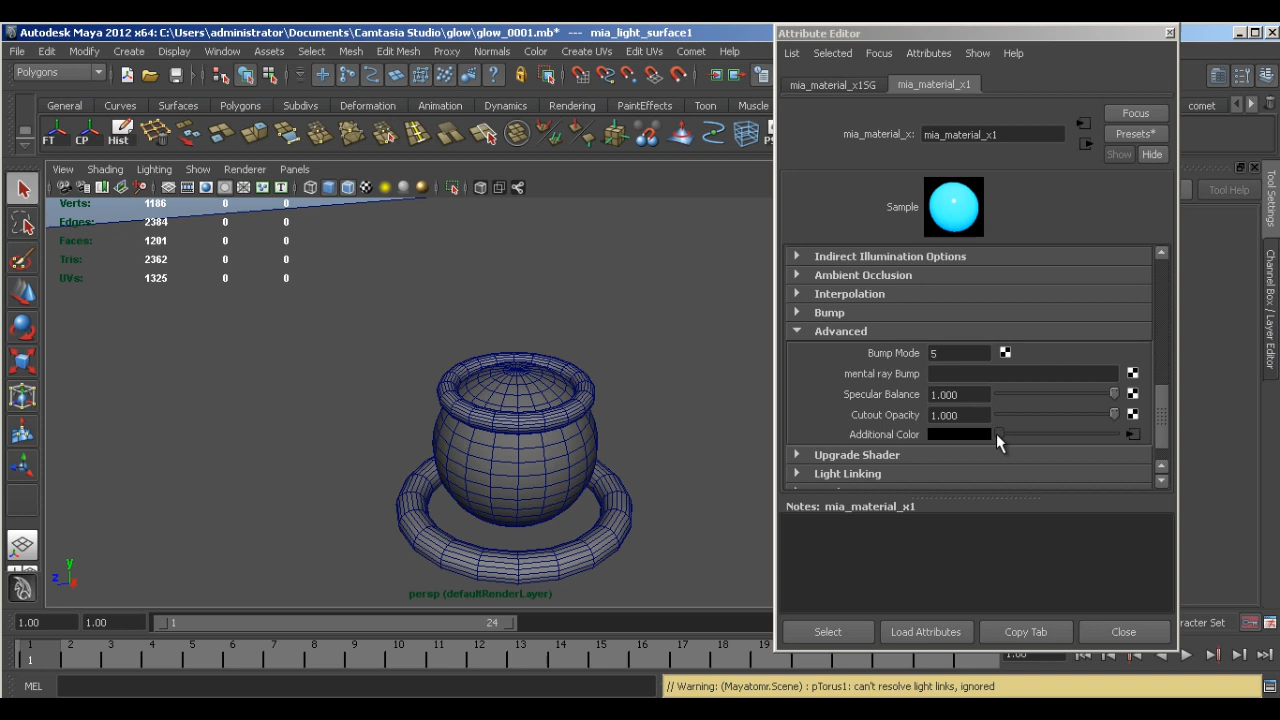 Autodesk Maya 2012 x64: C:\Users\administrator\Documents\Camtasia Studio\glow\glow_0001.mb* --- mia_light_surface1
File Edit Modify Create Display Window Assets Select Mesh Edit Mesh Proxy Normals Color Create UVs Edit UVs Comet Help
Polygons
General Curves Surfaces Polygons Subdivs Deformation Animation Dynamics Rendering PaintEffects Toon Muscle
comet
FT CP Hist
View Shading Lighting Show Renderer Panels
Verts: 1186 0 0
Edges: 2384 0 0
Faces: 1201 0 0
Tris: 2362 0 0
UVs: 1325 0 0
y
z
persp (defaultRenderLayer)
Attribute Editor
List Selected Focus Attributes Show Help
mia_material_x1SG mia_material_x1
mia_material_x: mia_material_x1
Focus
Presets*
Show Hide
Sample
Indirect Illumination Options
Ambient Occlusion
Interpolation
Bump
Advanced
Bump Mode 5
mental ray Bump
Specular Balance 1.000
Cutout Opacity 1.000
Additional Color
Upgrade Shader
Light Linking
Notes: mia_material_x1
Select Load Attributes Copy Tab Close
Tool Help
Tool Settings
Channel Box / Layer Editor
1.00 1.00 1 24
racter Set
1 2 3 4 5 6 7 8 9 10 11 12 13 14 15 16 17 18 19
1
1.00
MEL
// Warning: (Mayatomr.Scene) : pTorus1: can't resolve light links, ignored